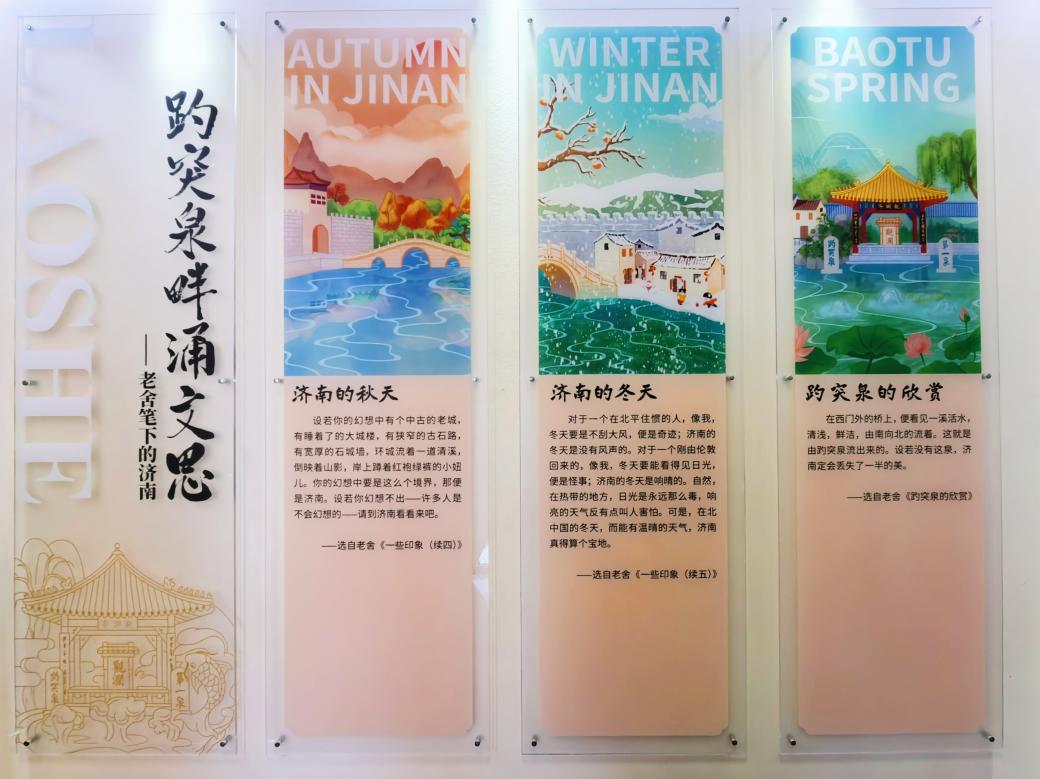 LAOSHE
趵突泉畔涌文思
——老舍笔下的济南
趵突泉
觀瀾
第一泉
AUTUMN
IN JINAN
济南的秋天
设若你的幻想中有个中古的老城，
有睡着了的大城楼，有狭窄的古石路，
有宽厚的石城墙，环城流着一道清溪，
倒映着山影，岸上蹲着红袍绿裤的小妞
儿。你的幻想中要是这么个境界，那便
是济南。设若你幻想不出——许多人是
不会幻想的——请到济南看看来吧。
——选自老舍《一些印象（续四）》
WINTER
IN JINAN
济南的冬天
对于一个在北平住惯的人，像我，
冬天要是不刮大风，便是奇迹；济南的
冬天是没有风声的。对于一个刚由伦敦
回来的，像我，冬天要能看得见日光，
便是怪事；济南的冬天是响晴的。自然，
在热带的地方，日光是永远那么毒，响
亮的天气反有点叫人害怕。可是，在北
中国的冬天，而能有温晴的天气，济南
真得算个宝地。
——选自老舍《一些印象（续五）》
BAOTU
SPRING
趵突泉
觀瀾
第一泉
趵突泉的欣赏
在西门外的桥上，便看见一溪活水，
清浅，鲜洁，由南向北的流着。这就是
由趵突泉流出来的。设若没有这泉，济
南定会丢失了一半的美。
——选自老舍《趵突泉的欣赏》